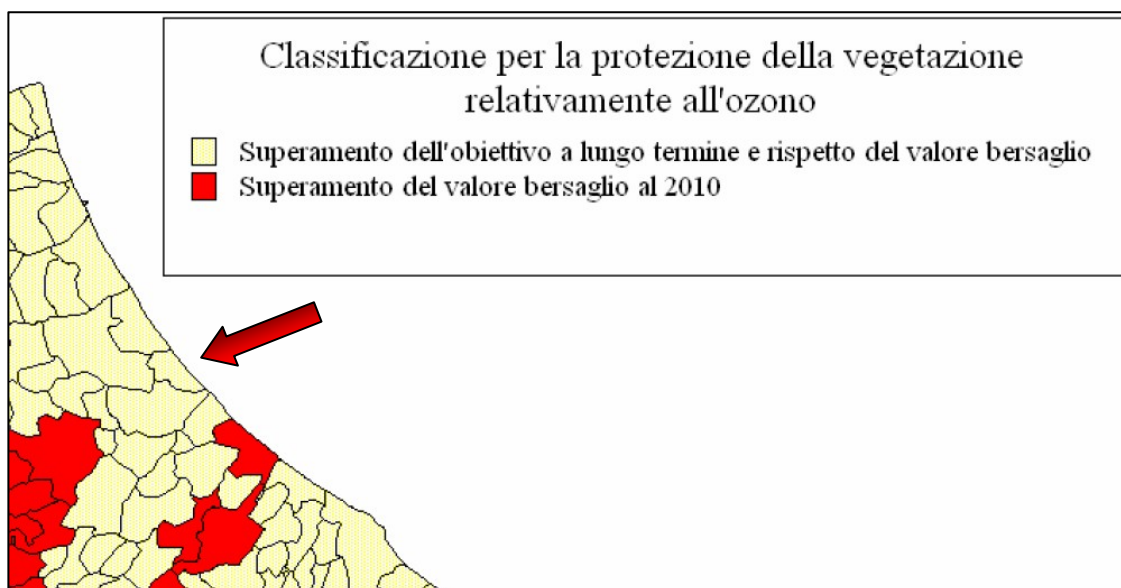 Classificazione per la protezione della vegetazione
relativamente all'ozono
Superamento dell'obiettivo a lungo termine e rispetto del valore bersaglio
Superamento del valore bersaglio al 2010